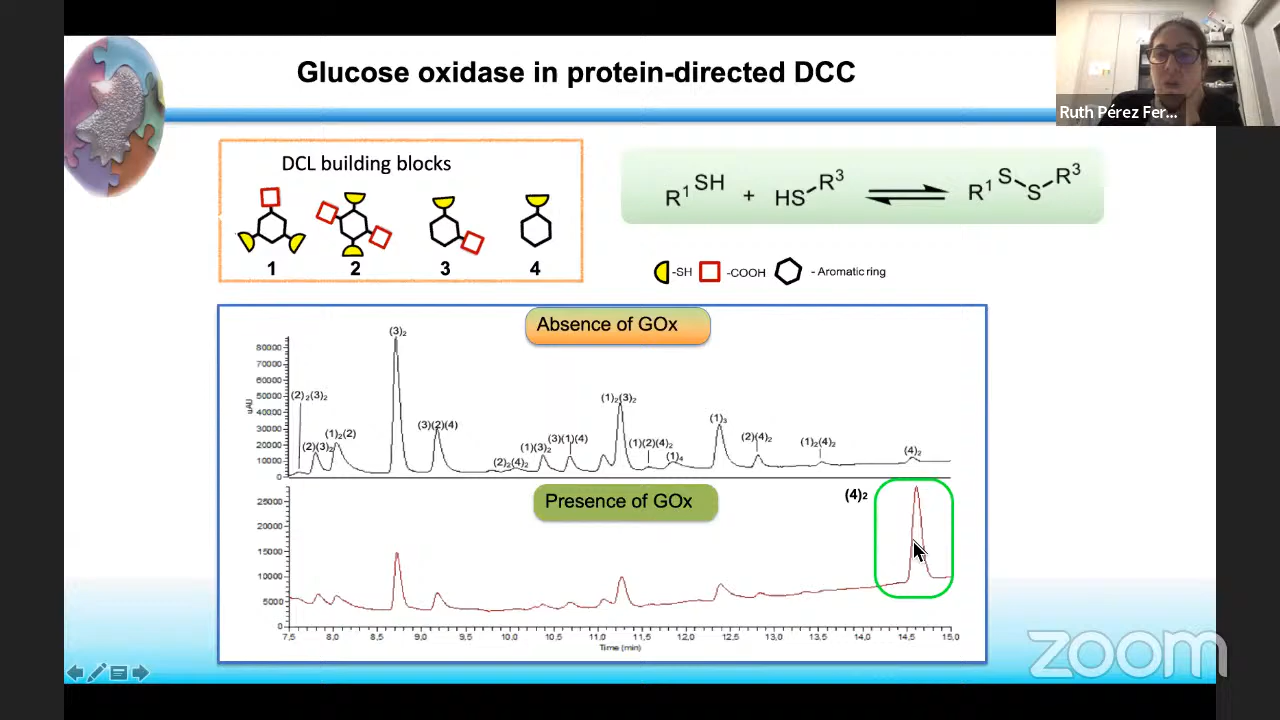 Glucose oxidase in protein-directed DCC
Ruth Pérez Fer...
DCL building blocks
1 2 3 4
R¹ SH + HS R³ R¹ S S R³
-SH -COOH - Aromatic ring
Absence of GOx
(3)₂
(2)₂(3)₂
(2)(3)₂
(1)₂(2)
(3)(2)(4)
(2)₂(4)₂
(1)(3)₂
(3)(1)(4)
(1)₂(3)₂
(1)(2)(4)₂
(1)₄
(1)₃
(2)(4)₂
(1)₂(4)₂
(4)₂
uAU
80000
70000
60000
50000
40000
30000
20000
10000
0
Presence of GOx
(4)₂
25000
20000
15000
10000
5000
0
7,5 8,0 8,5 9,0 9,5 10,0 10,5 11,0 11,5 12,0 12,5 13,0 13,5 14,0 14,5 15,0
Time (min)
zoom